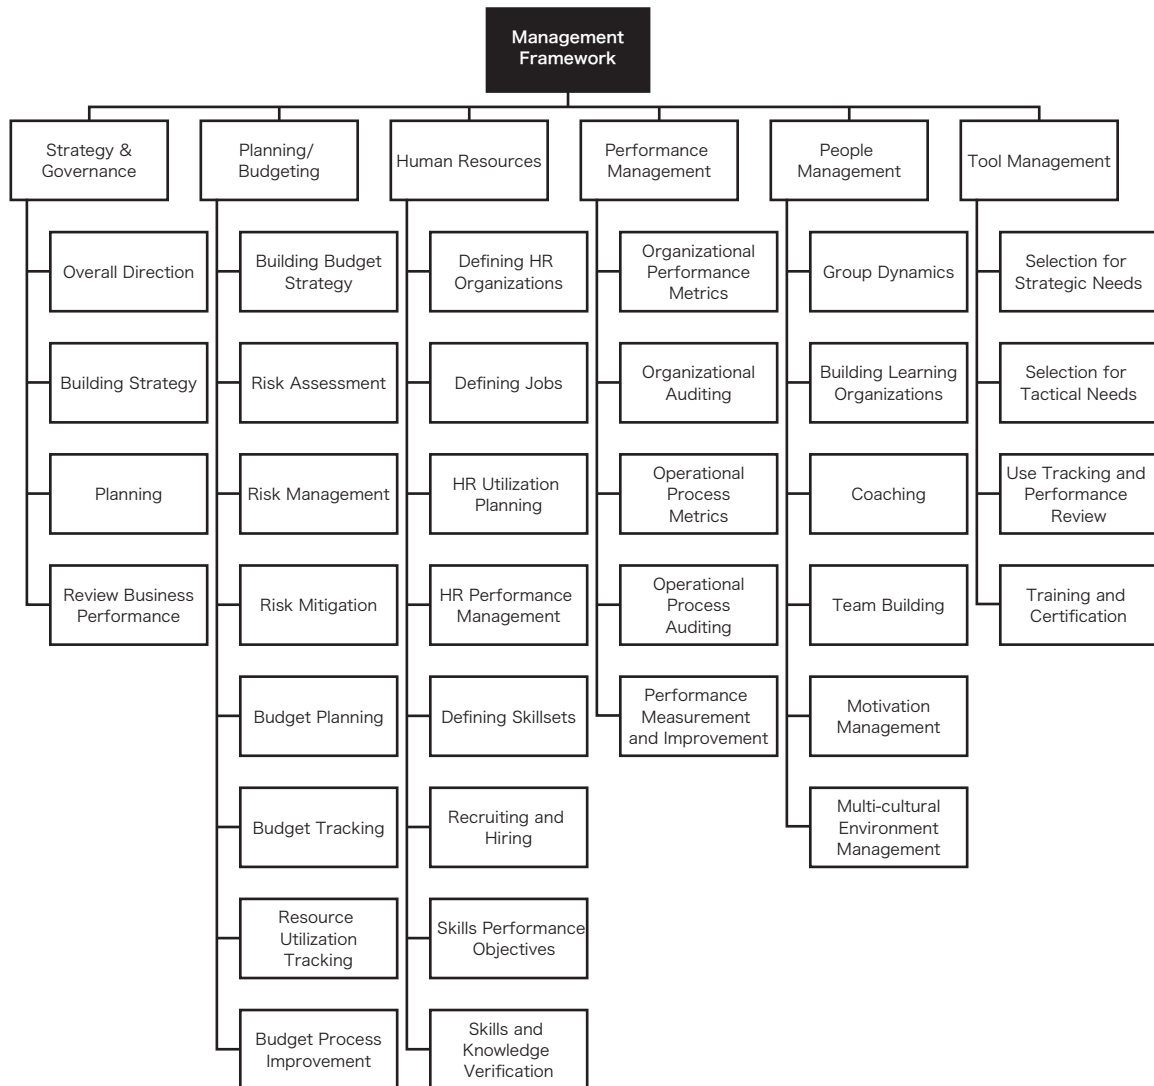 Management
Framework
Strategy &
Governance
Planning/
Budgeting
Human Resources
Performance
Management
People
Management
Tool Management
Overall Direction
Building Strategy
Planning
Review Business
Performance
Building Budget
Strategy
Risk Assessment
Risk Management
Risk Mitigation
Budget Planning
Budget Tracking
Resource
Utilization
Tracking
Budget Process
Improvement
Defining HR
Organizations
Defining Jobs
HR Utilization
Planning
HR Performance
Management
Defining Skillsets
Recruiting and
Hiring
Skills Performance
Objectives
Skills and
Knowledge
Verification
Organizational
Performance
Metrics
Organizational
Auditing
Operational
Process
Metrics
Operational
Process
Auditing
Performance
Measurement
and Improvement
Group Dynamics
Building Learning
Organizations
Coaching
Team Building
Motivation
Management
Multi-cultural
Environment
Management
Selection for
Strategic Needs
Selection for
Tactical Needs
Use Tracking and
Performance
Review
Training and
Certification